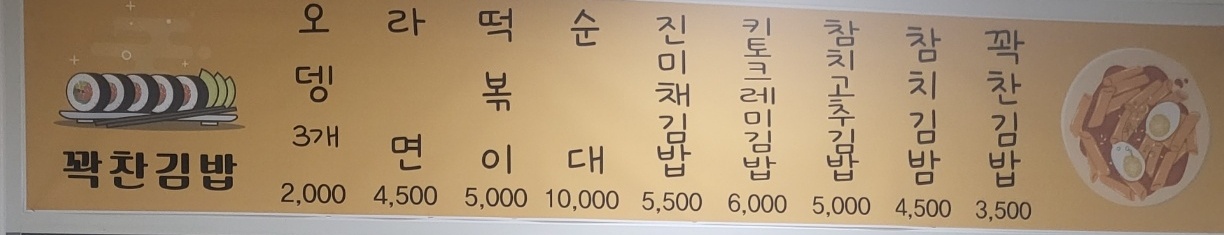 꽉찬김밥
오뎅 3개
2,000
라면
4,500
떡볶이
5,000
순대
10,000
진미채김밥
5,500
키토크레미김밥
6,000
참치고추김밥
5,000
참치김밤
4,500
꽉찬김밥
3,500